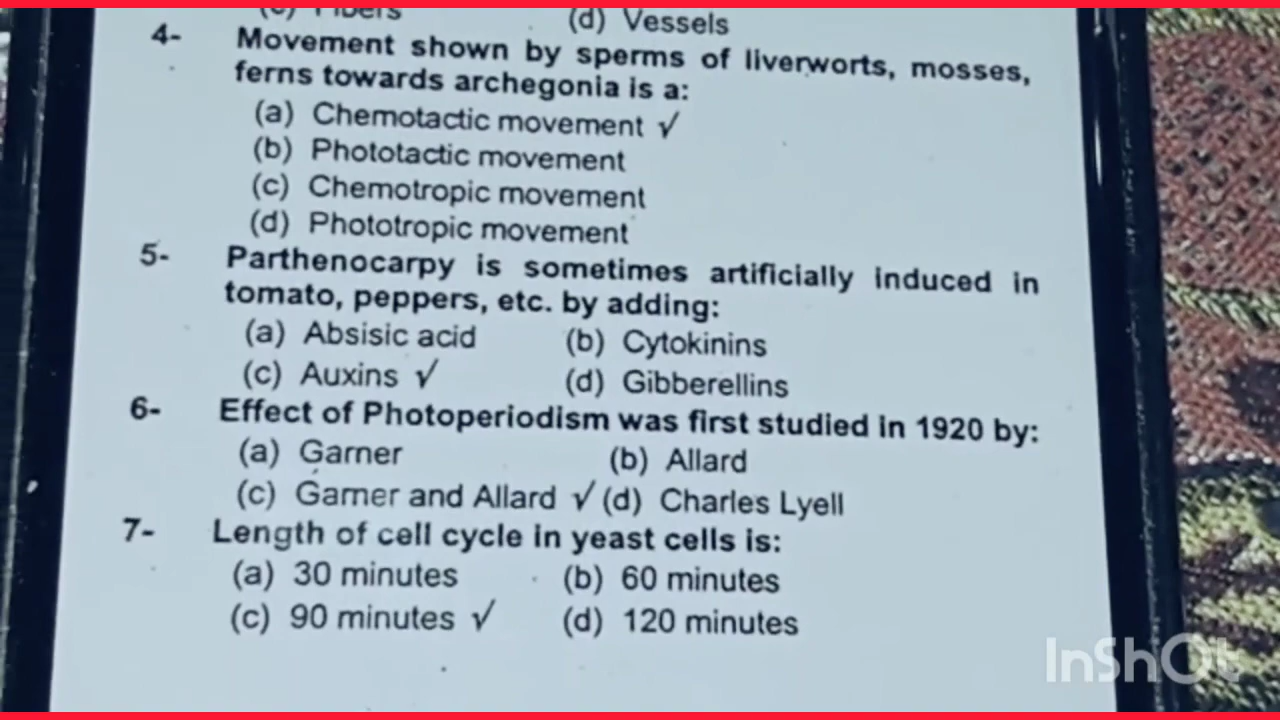 (d) Vessels
4- Movement shown by sperms of liverworts, mosses,
ferns towards archegonia is a:
(a) Chemotactic movement √
(b) Phototactic movement
(c) Chemotropic movement
(d) Phototropic movement
5- Parthenocarpy is sometimes artificially induced in
tomato, peppers, etc. by adding:
(a) Absisic acid (b) Cytokinins
(c) Auxins √ (d) Gibberellins
6- Effect of Photoperiodism was first studied in 1920 by:
(a) Garner (b) Allard
(c) Garner and Allard √ (d) Charles Lyell
7- Length of cell cycle in yeast cells is:
(a) 30 minutes (b) 60 minutes
(c) 90 minutes √ (d) 120 minutes
InShOt